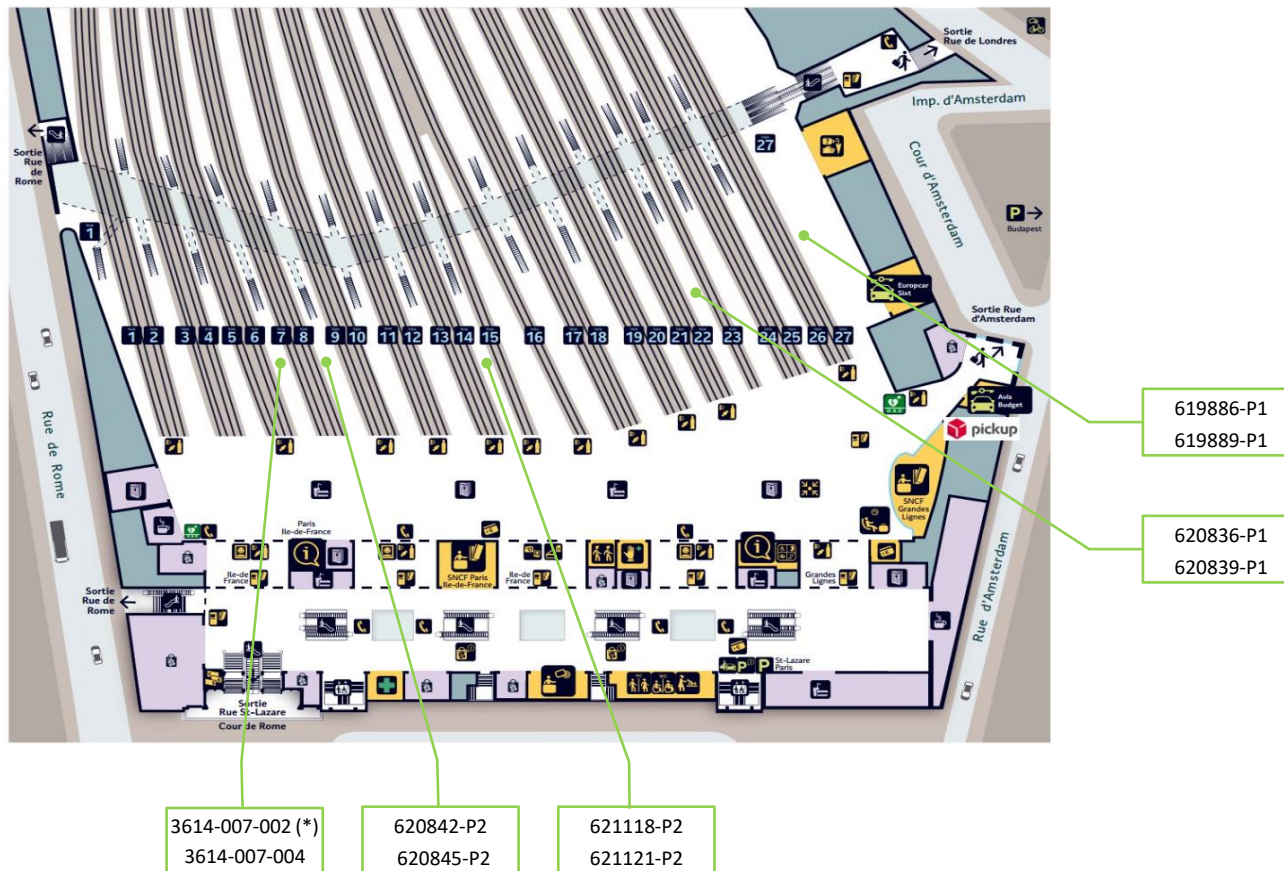 Sortie
Rue de Londres
Imp. d'Amsterdam
Cour d'Amsterdam
27
P
Budapest
Sortie
Rue
de
Rome
1
Europcar
Sixt
Sortie Rue
d'Amsterdam
1 2 3 4 5 6 7 8 9 10 11 12 13 14 15 16 17 18 19 20 21 22 23 24 25 26 27
Avis
Budget
pickup
619886-P1
619889-P1
Rue de Rome
SNCF
Grandes
Lignes
620836-P1
620839-P1
Paris
Ile-de-France
Ile-de
France
SNCF Paris
Ile-de-France
Ile-de
France
Grandes
Lignes
Sortie
Rue de
Rome
Rue d'Amsterdam
St-Lazare
Paris
Sortie
Rue St-Lazare
Cour de Rome
3614-007-002 (*)
3614-007-004
620842-P2
620845-P2
621118-P2
621121-P2